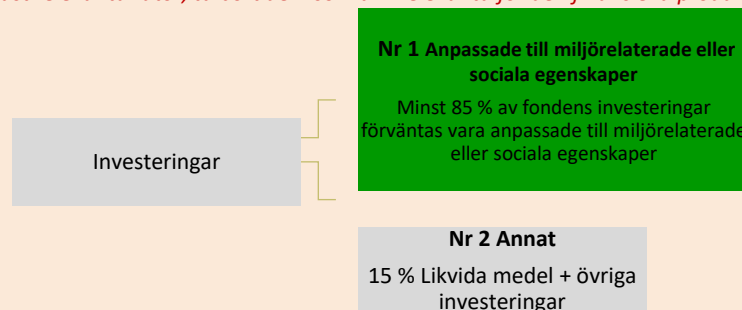 Nr 1 Anpassade till miljörelaterade eller
sociala egenskaper
Minst 85 % av fondens investeringar
förväntas vara anpassade till miljörelaterade
eller sociala egenskaper
Investeringar
Nr 2 Annat
15 % Likvida medel + övriga
investeringar